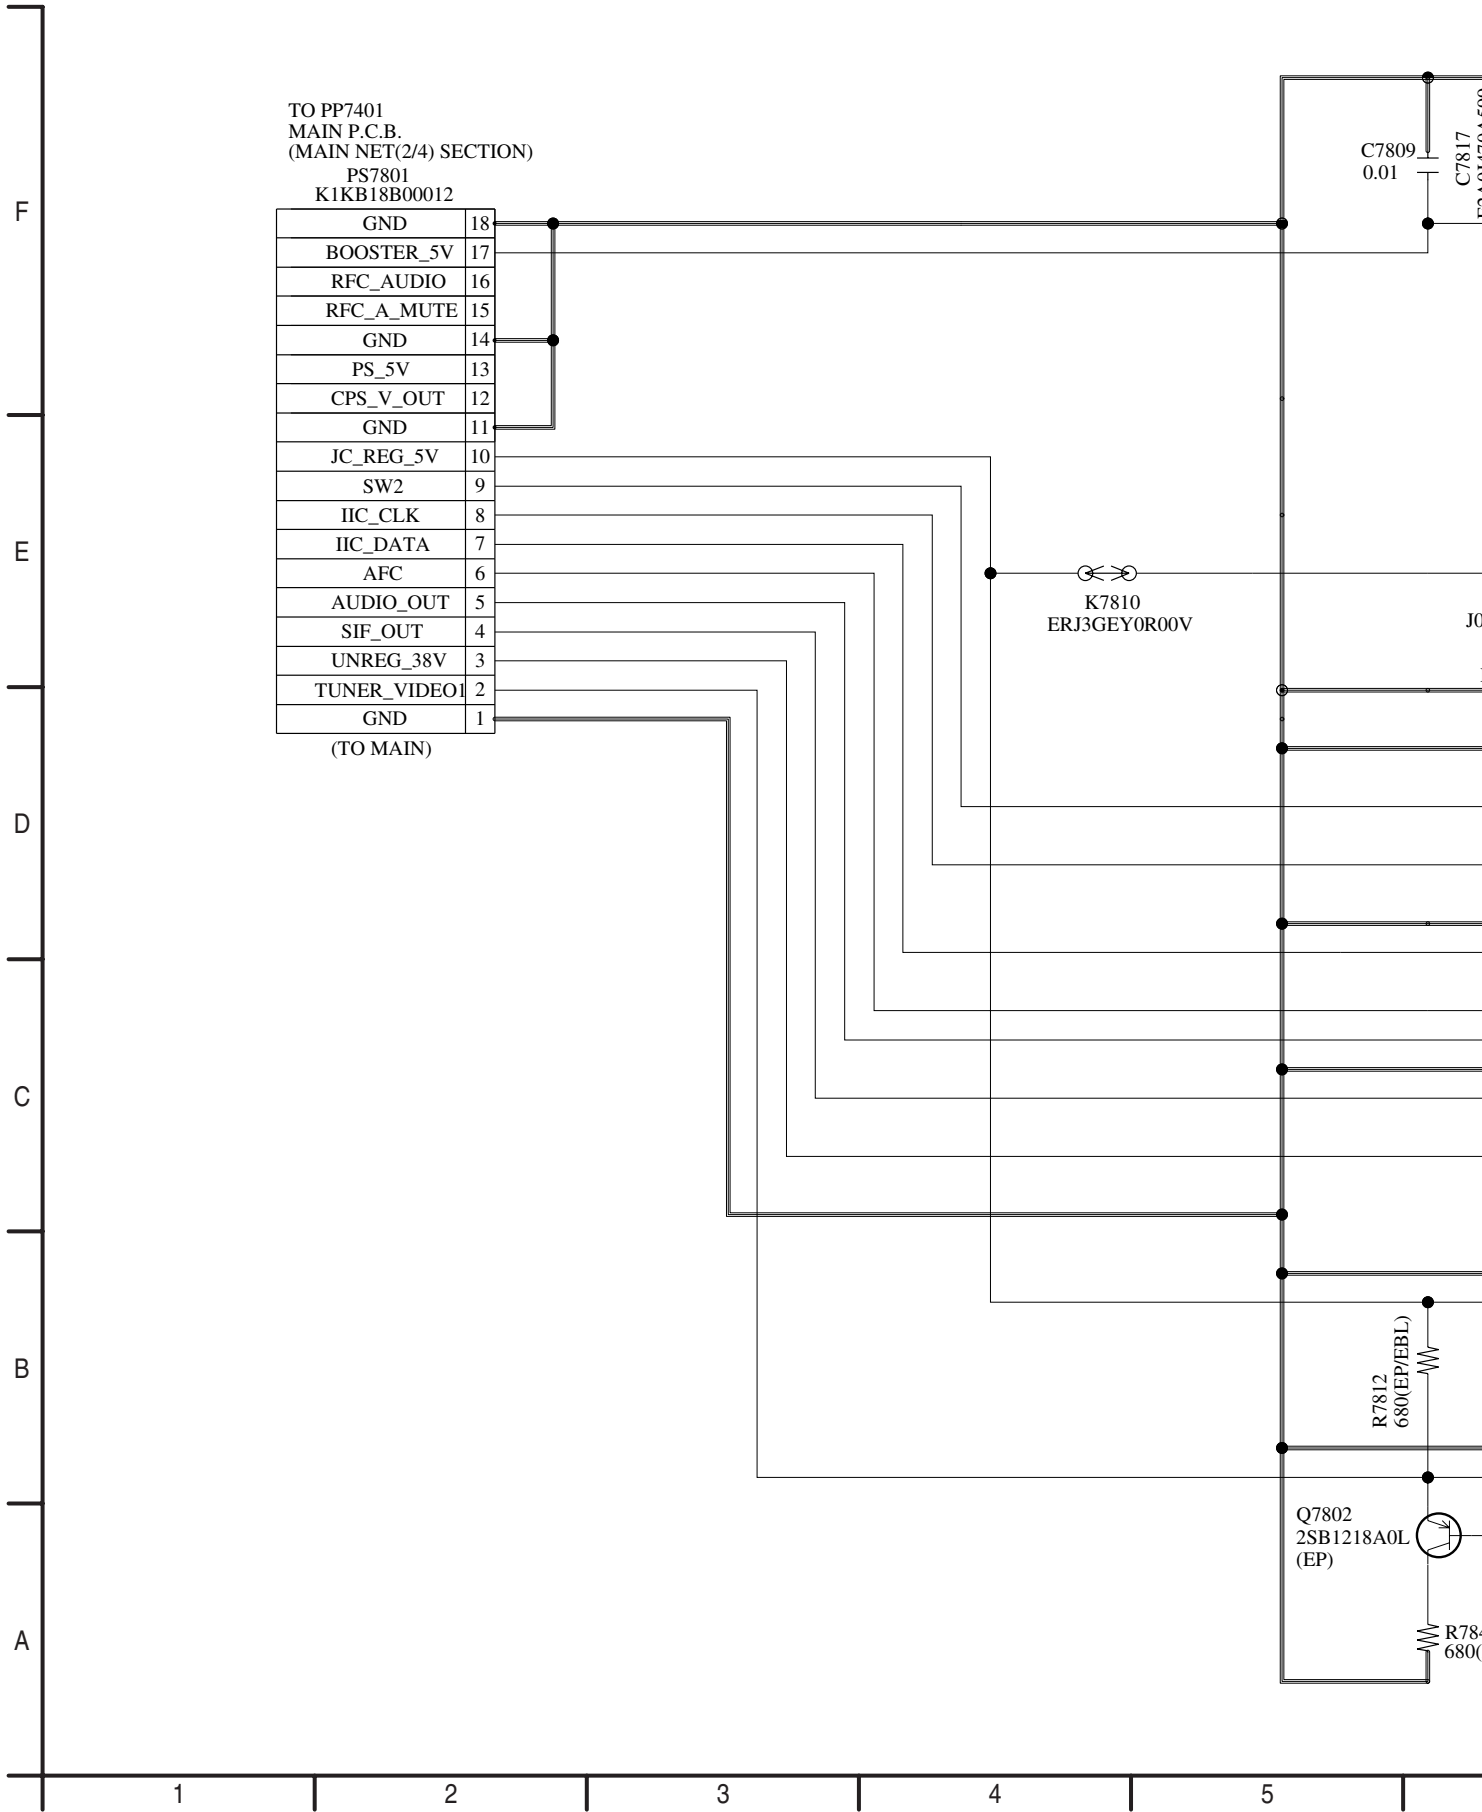 TO PP7401
MAIN P.C.B.
(MAIN NET(2/4) SECTION)
PS7801
K1KB18B00012
GND 18
BOOSTER_5V 17
RFC_AUDIO 16
RFC_A_MUTE 15
GND 14
PS_5V 13
CPS_V_OUT 12
GND 11
JC_REG_5V 10
SW2 9
IIC_CLK 8
IIC_DATA 7
AFC 6
AUDIO_OUT 5
SIF_OUT 4
UNREG_38V 3
TUNER_VIDEO1 2
GND 1
(TO MAIN)
C7809
0.01
C7817
K7810
ERJ3GEY0R00V
J0
R7812
680(EP/EBL)
Q7802
2SB1218A0L
(EP)
R784
680(
F
E
D
C
B
A
1 2 3 4 5